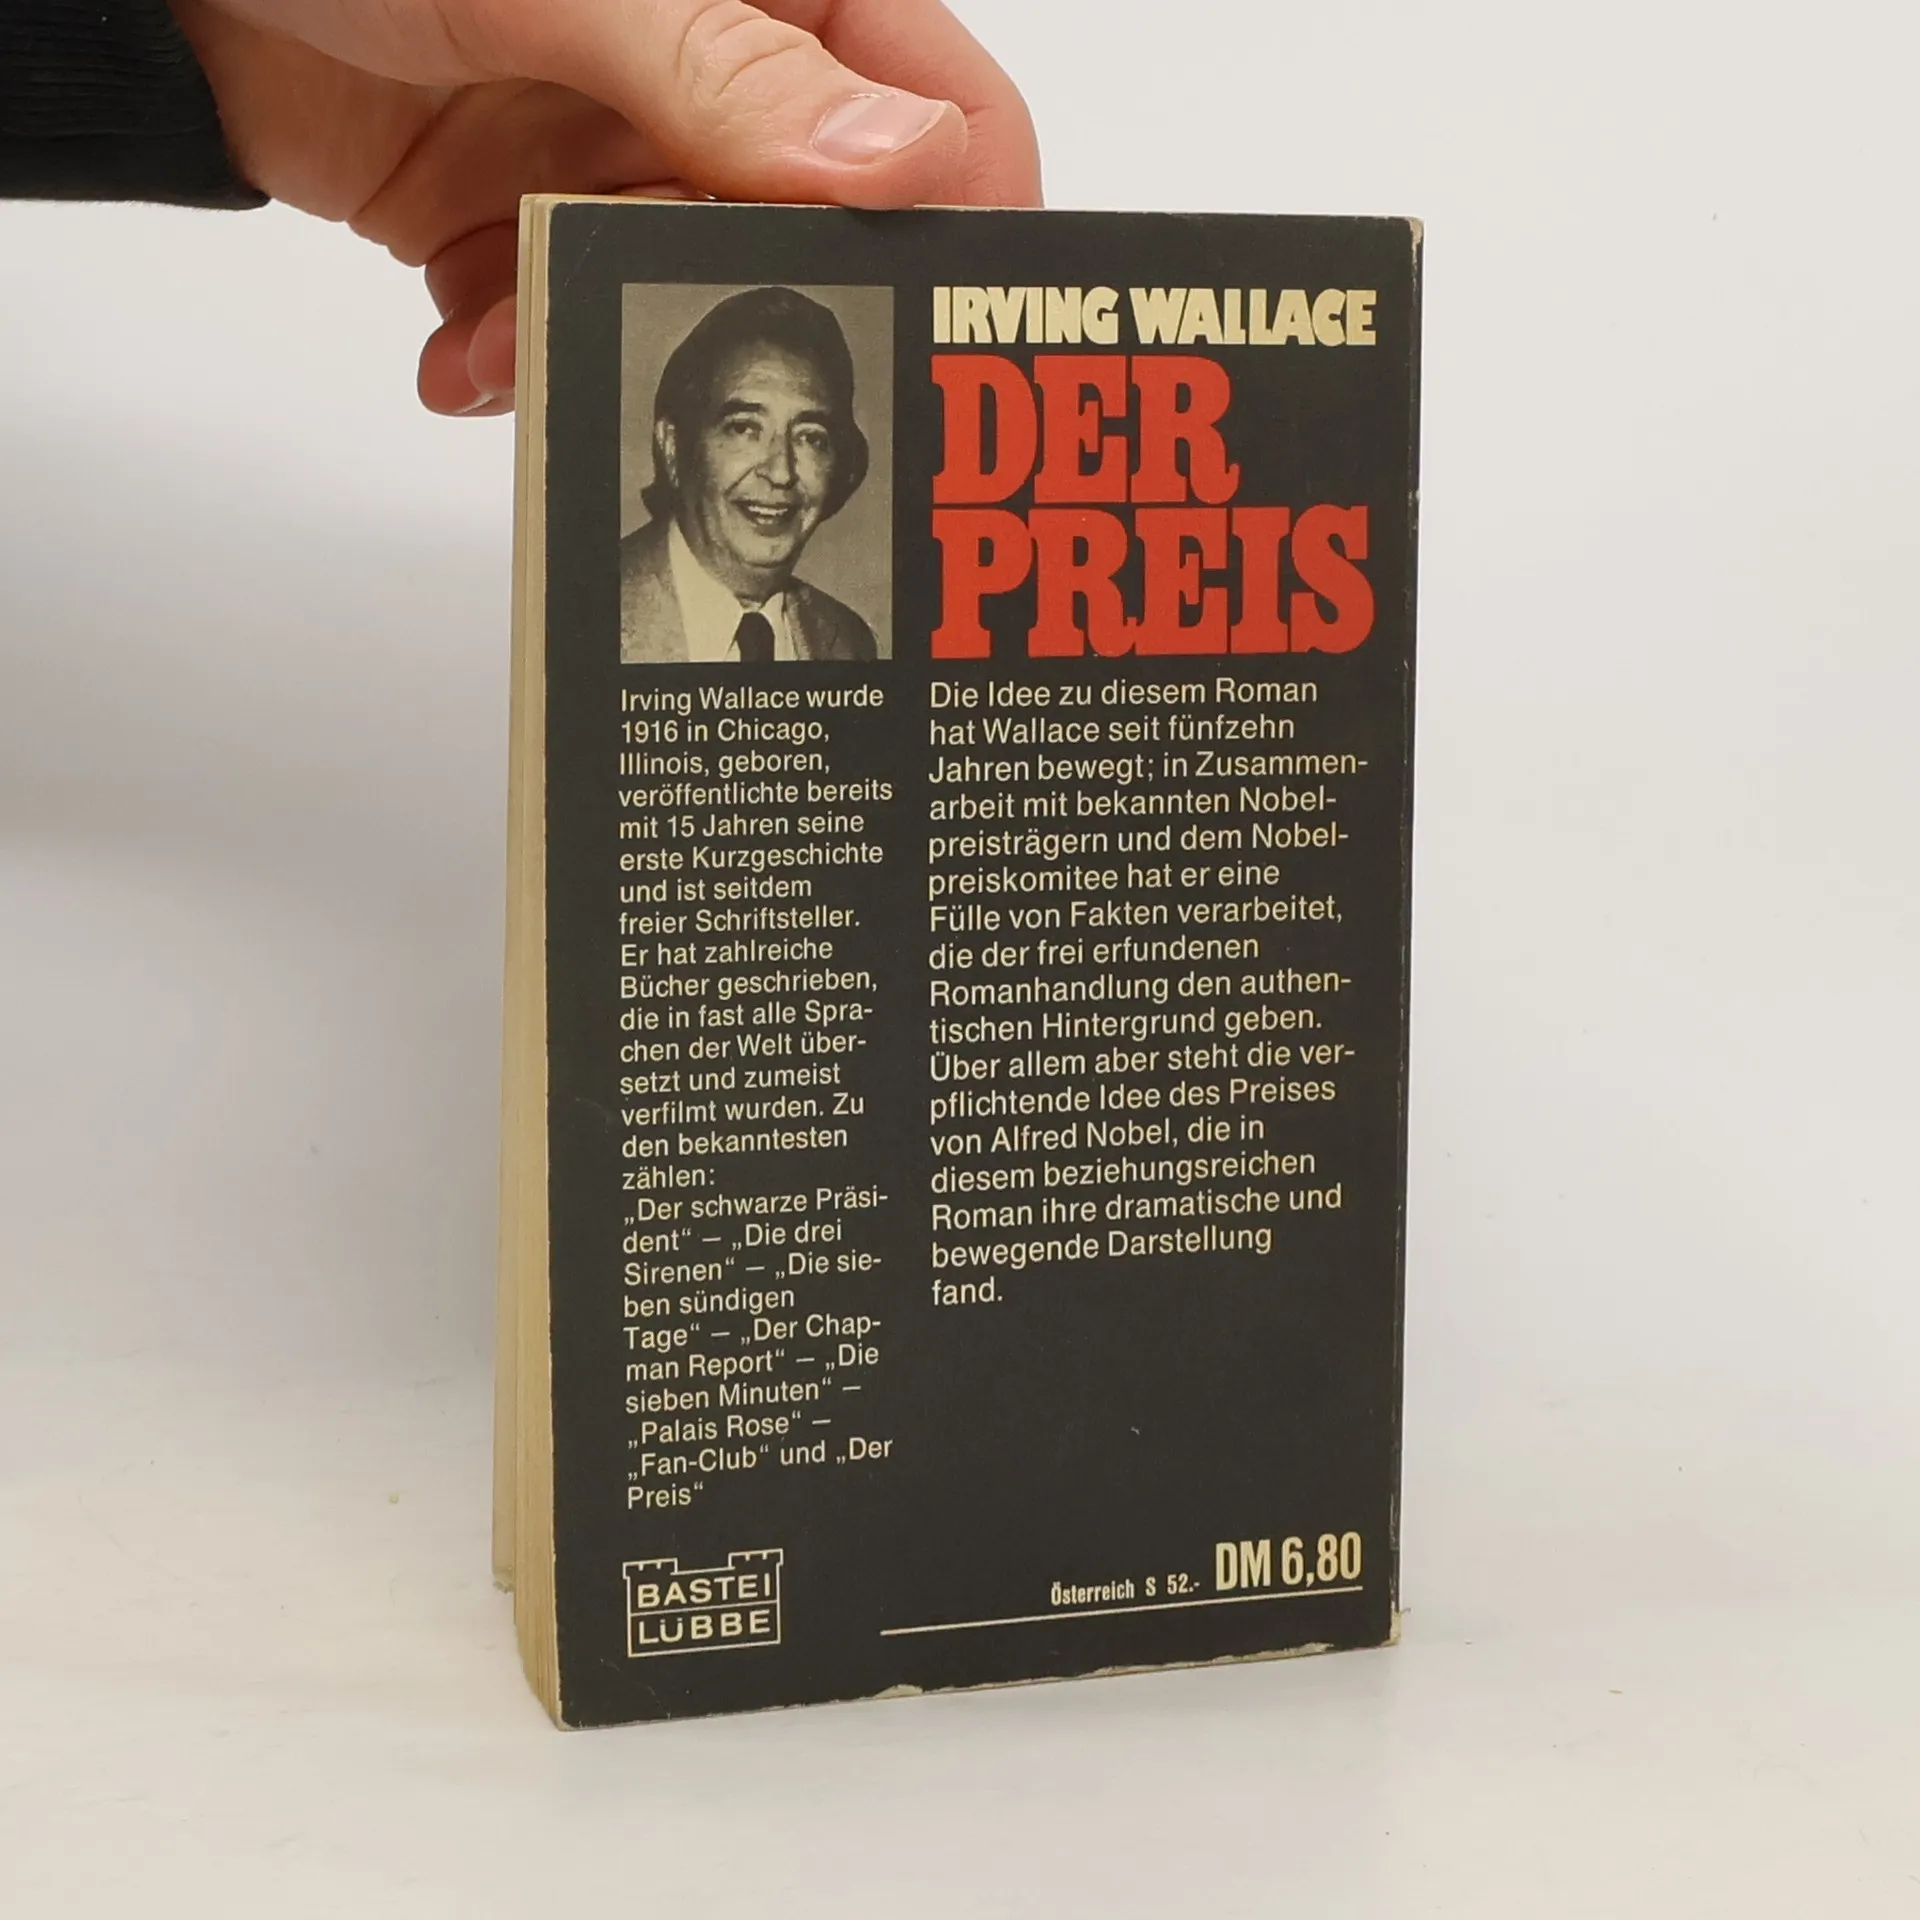 IRVING WALLACE
DER
PREIS
Irving Wallace wurde
1916 in Chicago,
Illinois, geboren,
veröffentlichte bereits
mit 15 Jahren seine
erste Kurzgeschichte
und ist seitdem
freier Schriftsteller.
Er hat zahlreiche
Bücher geschrieben,
die in fast alle Spra-
chen der Welt über-
setzt und zumeist
verfilmt wurden. Zu
den bekanntesten
zählen:
„Der schwarze Präsi-
dent“ – „Die drei
Sirenen“ – „Die sie-
ben sündigen
Tage“ – „Der Chap-
man Report“ – „Die
sieben Minuten“ –
„Palais Rose“ –
„Fan-Club“ und „Der
Preis“
Die Idee zu diesem Roman
hat Wallace seit fünfzehn
Jahren bewegt; in Zusammen-
arbeit mit bekannten Nobel-
preisträgern und dem Nobel-
preiskomitee hat er eine
Fülle von Fakten verarbeitet,
die der frei erfundenen
Romanhandlung den authen-
tischen Hintergrund geben.
Über allem aber steht die ver-
pflichtende Idee des Preises
von Alfred Nobel, die in
diesem beziehungsreichen
Roman ihre dramatische und
bewegende Darstellung
fand.
BASTEI
LÜBBE
Österreich S 52.- DM 6,80